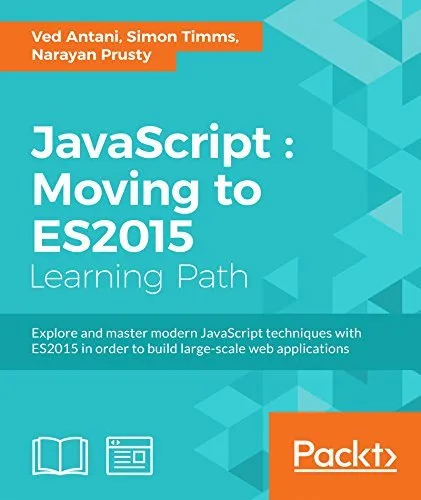 Ved Antani, Simon Timms,
Narayan Prusty
JavaScript :
Moving to
ES2015
Learning Path
Explore and master modern JavaScript techniques with
ES2015 in order to build large-scale web applications
Packt>